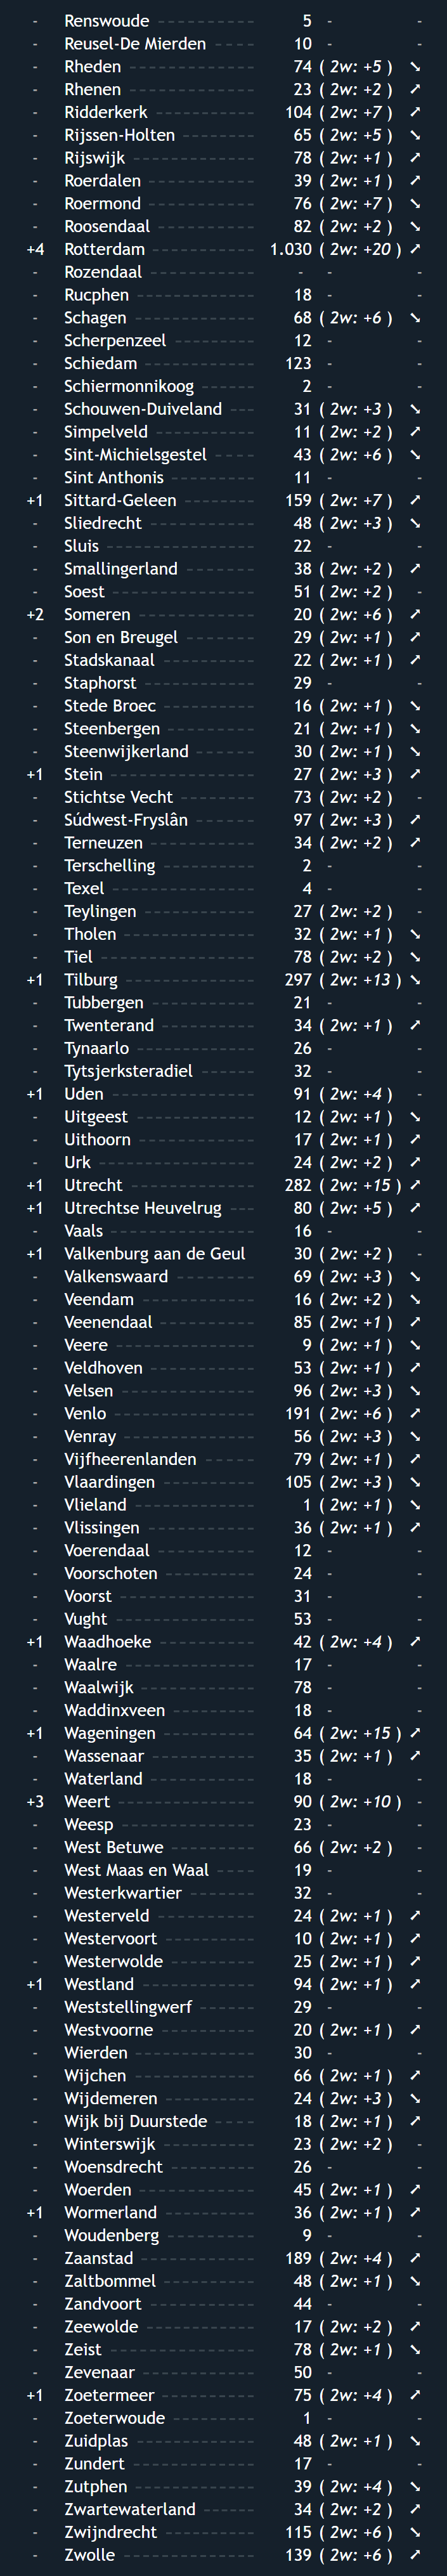 - Renswoude ---------- 5 - -
- Reusel-De Mierden ---- 10 - -
- Rheden ------------- 74 ( 2w: +5 ) ➘
- Rhenen ------------- 23 ( 2w: +2 ) ➚
- Ridderkerk ---------- 104 ( 2w: +7 ) ➚
- Rijssen-Holten -------- 65 ( 2w: +5 ) ➘
- Rijswijk ------------- 78 ( 2w: +1 ) ➚
- Roerdalen ----------- 39 ( 2w: +1 ) ➚
- Roermond ----------- 76 ( 2w: +7 ) ➘
- Roosendaal ---------- 82 ( 2w: +2 ) ➘
+4 Rotterdam ----------- 1.030 ( 2w: +20 ) ➚
- Rozendaal ----------- - - -
- Rucphen ------------ 18 - -
- Schagen ------------- 68 ( 2w: +6 ) ➘
- Scherpenzeel --------- 12 - -
- Schiedam ------------ 123 - -
- Schiermonnikoog ------ 2 - -
- Schouwen-Duiveland --- 31 ( 2w: +3 ) ➘
- Simpelveld ----------- 11 ( 2w: +2 ) ➚
- Sint-Michielsgestel ----- 43 ( 2w: +6 ) ➘
- Sint Anthonis --------- 11 - -
+1 Sittard-Geleen -------- 159 ( 2w: +7 ) ➚
- Sliedrecht ----------- 48 ( 2w: +3 ) ➘
- Sluis --------------- 22 - -
- Smallingerland -------- 38 ( 2w: +2 ) ➚
- Soest --------------- 51 ( 2w: +2 ) -
+2 Someren ------------ 20 ( 2w: +6 ) ➚
- Son en Breugel -------- 29 ( 2w: +1 ) ➚
- Stadskanaal ---------- 22 ( 2w: +1 ) ➚
- Staphorst ------------ 29 - -
- Stede Broec ---------- 16 ( 2w: +1 ) ➘
- Steenbergen ---------- 21 ( 2w: +1 ) ➘
- Steenwijkerland ------- 30 ( 2w: +1 ) ➘
+1 Stein --------------- 27 ( 2w: +3 ) ➚
- Stichtse Vecht -------- 73 ( 2w: +2 ) -
- Súdwest-Fryslân ------- 97 ( 2w: +3 ) ➚
- Terneuzen ----------- 34 ( 2w: +2 ) ➚
- Terschelling ---------- 2 - -
- Texel --------------- 4 - -
- Teylingen ------------ 27 ( 2w: +2 ) -
- Tholen -------------- 32 ( 2w: +1 ) ➘
- Tiel ----------------- 78 ( 2w: +2 ) ➘
+1 Tilburg -------------- 297 ( 2w: +13 ) ➘
- Tubbergen ----------- 21 - -
- Twenterand ---------- 34 ( 2w: +1 ) ➚
- Tynaarlo ------------ 26 - -
- Tytsjerksteradiel ------ 32 - -
+1 Uden --------------- 91 ( 2w: +4 ) -
- Uitgeest ------------- 12 ( 2w: +1 ) ➘
- Uithoorn ------------ 17 ( 2w: +1 ) ➚
- Urk ---------------- 24 ( 2w: +2 ) ➚
+1 Utrecht ------------- 282 ( 2w: +15 ) ➚
+1 Utrechtse Heuvelrug --- 80 ( 2w: +5 ) ➚
- Vaals --------------- 16 - -
+1 Valkenburg aan de Geul 30 ( 2w: +2 ) -
- Valkenswaard -------- 69 ( 2w: +3 ) ➘
- Veendam ------------ 16 ( 2w: +2 ) ➘
- Veenendaal ---------- 85 ( 2w: +1 ) ➚
- Veere --------------- 9 ( 2w: +1 ) ➘
- Veldhoven ----------- 53 ( 2w: +1 ) ➚
- Velsen -------------- 96 ( 2w: +3 ) ➘
- Venlo --------------- 191 ( 2w: +6 ) ➚
- Venray -------------- 56 ( 2w: +3 ) ➘
- Vijfheerenlanden ------ 79 ( 2w: +1 ) ➚
- Vlaardingen ---------- 105 ( 2w: +3 ) ➘
- Vlieland ------------- 1 ( 2w: +1 ) ➘
- Vlissingen ----------- 36 ( 2w: +1 ) ➚
- Voerendaal ---------- 12 - -
- Voorschoten --------- 24 - -
- Voorst -------------- 31 - -
- Vught --------------- 53 - -
+1 Waadhoeke ---------- 42 ( 2w: +4 ) ➚
- Waalre -------------- 17 - -
- Waalwijk ------------ 78 - -
- Waddinxveen --------- 18 - -
+1 Wageningen ---------- 64 ( 2w: +15 ) ➚
- Wassenaar ----------- 35 ( 2w: +1 ) ➚
- Waterland ----------- 18 - -
+3 Weert -------------- 90 ( 2w: +10 ) -
- Weesp -------------- 23 - -
- West Betuwe --------- 66 ( 2w: +2 ) -
- West Maas en Waal ---- 19 - -
- Westerkwartier ------- 32 - -
- Westerveld ---------- 24 ( 2w: +1 ) ➚
- Westervoort --------- 10 ( 2w: +1 ) ➚
- Westerwolde --------- 25 ( 2w: +1 ) ➚
+1 Westland ------------ 94 ( 2w: +1 ) ➚
- Weststellingwerf ------ 29 - -
- Westvoorne ---------- 20 ( 2w: +1 ) ➚
- Wierden ------------- 30 - -
- Wijchen ------------- 66 ( 2w: +1 ) ➚
- Wijdemeren ---------- 24 ( 2w: +3 ) ➘
- Wijk bij Duurstede ---- 18 ( 2w: +1 ) ➚
- Winterswijk ---------- 23 ( 2w: +2 ) -
- Woensdrecht --------- 26 - -
- Woerden ------------ 45 ( 2w: +1 ) ➚
+1 Wormerland ---------- 36 ( 2w: +1 ) ➚
- Woudenberg --------- 9 - -
- Zaanstad ------------ 189 ( 2w: +4 ) ➚
- Zaltbommel ---------- 48 ( 2w: +1 ) ➘
- Zandvoort ----------- 44 - -
- Zeewolde ------------ 17 ( 2w: +2 ) ➚
- Zeist --------------- 78 ( 2w: +1 ) ➘
- Zevenaar ------------ 50 - -
+1 Zoetermeer ---------- 75 ( 2w: +4 ) ➚
- Zoeterwoude --------- 1 - -
- Zuidplas ------------- 48 ( 2w: +1 ) ➘
- Zundert ------------- 17 - -
- Zutphen ------------- 39 ( 2w: +4 ) ➘
- Zwartewaterland ------ 34 ( 2w: +2 ) ➚
- Zwijndrecht ---------- 115 ( 2w: +6 ) ➘
- Zwolle -------------- 139 ( 2w: +6 ) ➚